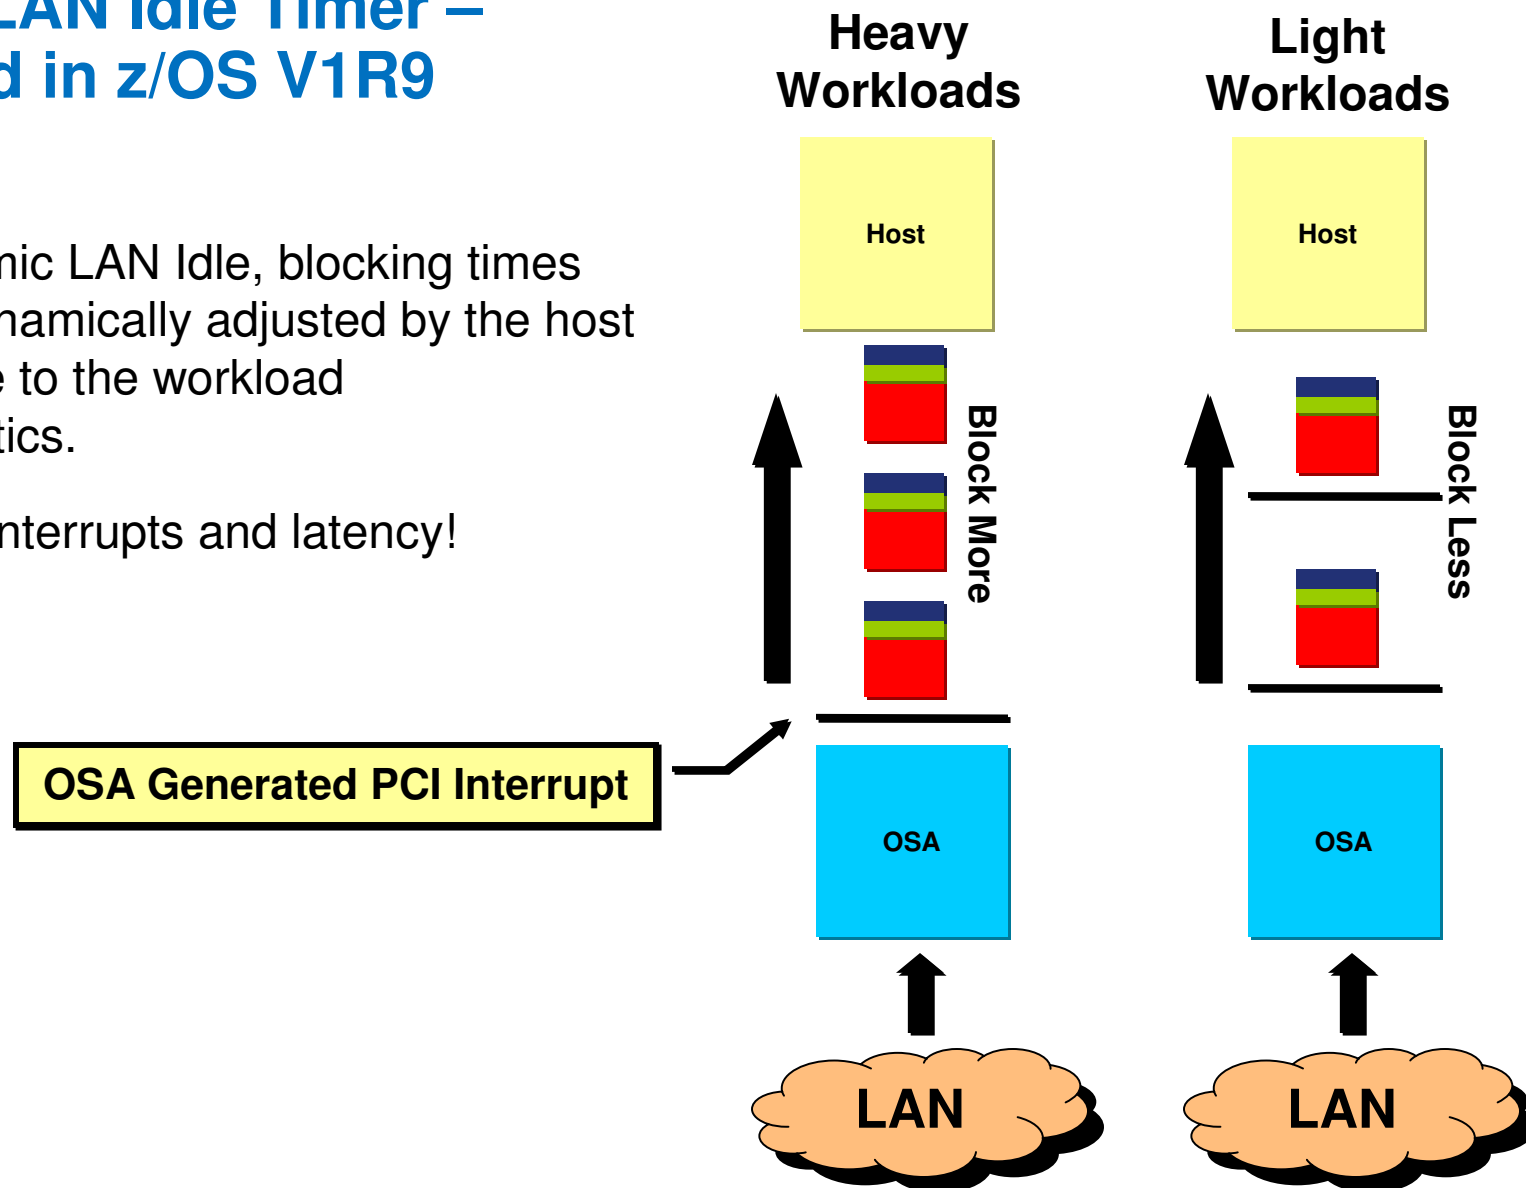 LAN Idle Timer –
d in z/OS V1R9
mic LAN Idle, blocking times
namically adjusted by the host
e to the workload
tics.
nterrupts and latency!
Heavy
Workloads
Host
Block More
OSA Generated PCI Interrupt
OSA
LAN
Light
Workloads
Host
Block Less
OSA
LAN